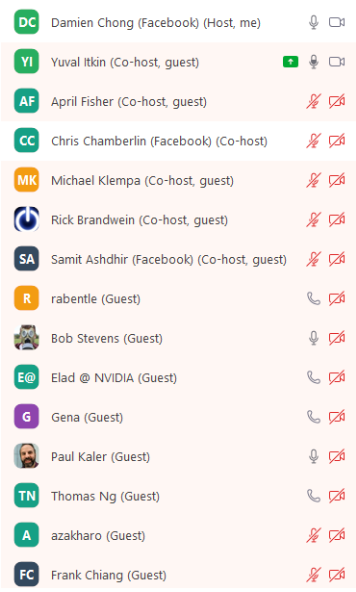 DC Damien Chong (Facebook) (Host, me)
YI Yuval Itkin (Co-host, guest)
AF April Fisher (Co-host, guest)
CC Chris Chamberlin (Facebook) (Co-host)
MK Michael Klempa (Co-host, guest)
Rick Brandwein (Co-host, guest)
SA Samit Ashdhir (Facebook) (Co-host, guest)
R rabentle (Guest)
Bob Stevens (Guest)
E@ Elad @ NVIDIA (Guest)
G Gena (Guest)
Paul Kaler (Guest)
TN Thomas Ng (Guest)
A azakharo (Guest)
FC Frank Chiang (Guest)